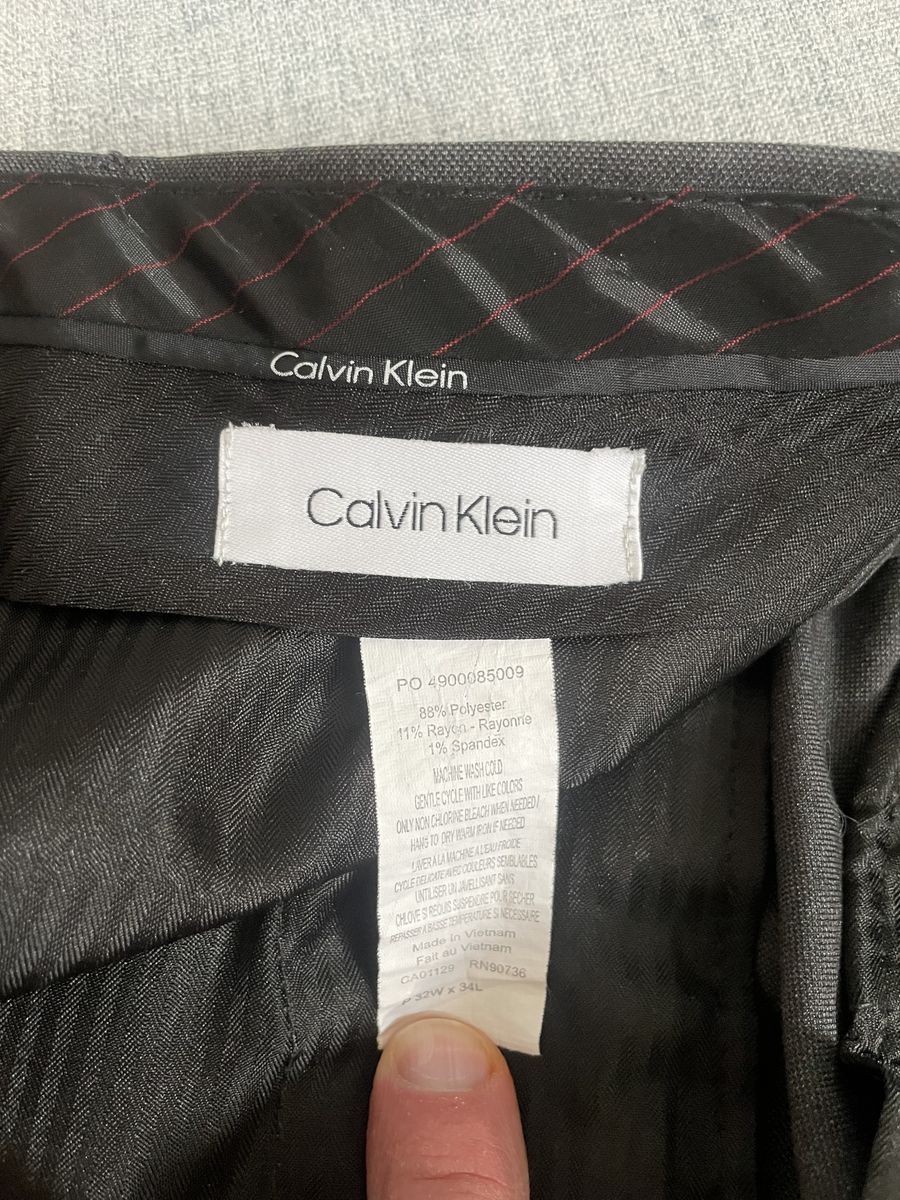 Calvin Klein
Calvin Klein
PO 4900085009
88% Polyester
11% Rayon - Rayonne
1% Spandex
MACHINE WASH COLD
GENTLE CYCLE WITH LIKE COLORS
ONLY NON CHLORINE BLEACH WHEN NEEDED/
HANG TO DRY WARM IRON IF NEEDED
LAVER À LA MACHINE A L'EAU FROIDE
CYCLE DELICATE AVEC COULEURS SEMBLABLES
UNTILISER UN JAVELLISANT SANS
CHLOVE SI REQUIS SUSPENDRE POUR SECHER
REPASSER A BASSE TEMPERATURE SI NECESSAIRE
Made in Vietnam
Fait au Vietnam
CA01129 RN90736
P 32W x 34L